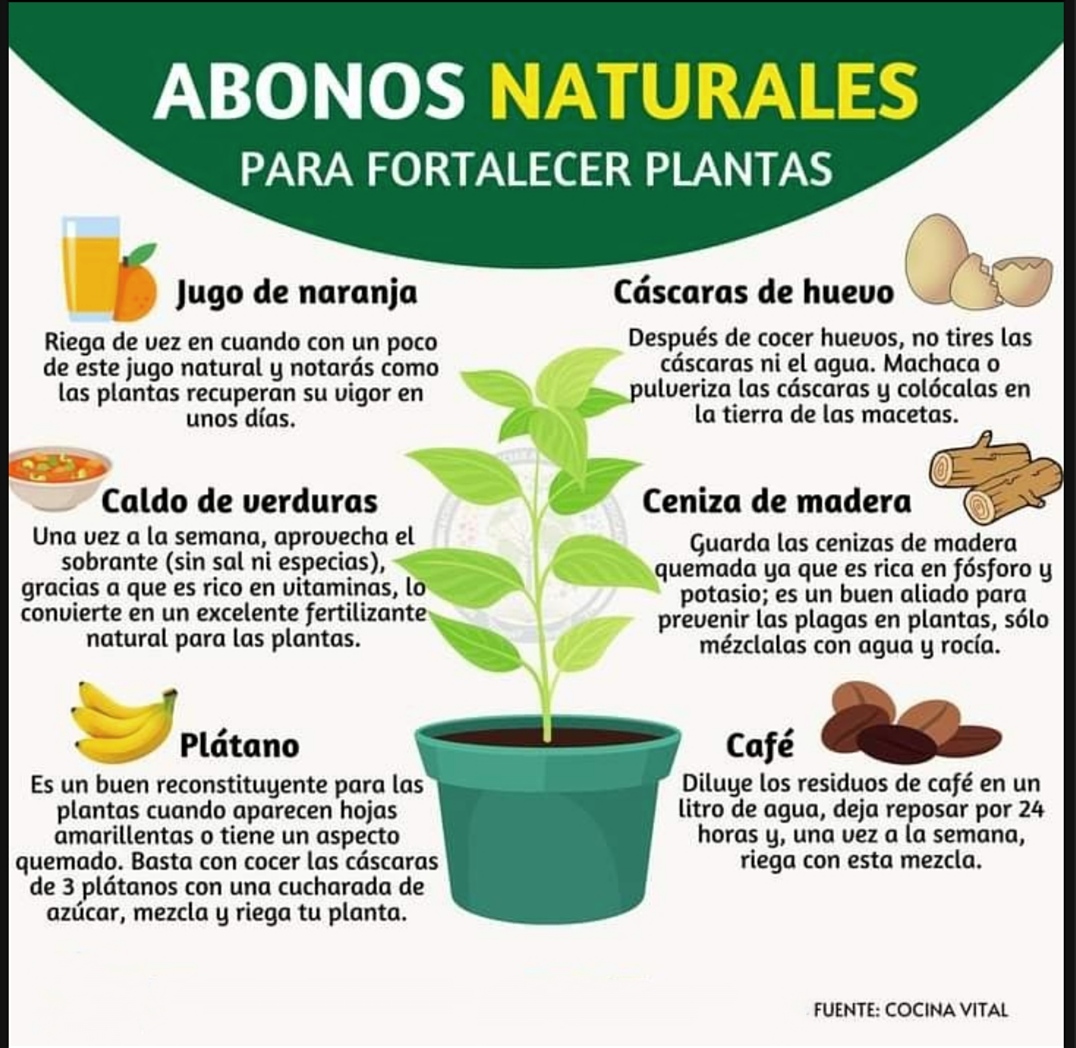 ABONOS NATURALES
PARA FORTALECER PLANTAS
Jugo de naranja
Riega de vez en cuando con un poco
de este jugo natural y notarás como
las plantas recuperan su vigor en
unos días.
Cáscaras de huevo
Después de cocer huevos, no tires las
cáscaras ni el agua. Machaca o
pulveriza las cáscaras y colócalas en
la tierra de las macetas.
Caldo de verduras
Una vez a la semana, aprovecha el
sobrante (sin sal ni especias),
gracias a que es rico en vitaminas, lo
convierte en un excelente fertilizante
natural para las plantas.
Ceniza de madera
Guarda las cenizas de madera
quemada ya que es rica en fósforo y
potasio; es un buen aliado para
prevenir las plagas en plantas, sólo
mézclalas con agua y rocía.
Plátano
Es un buen reconstituyente para las
plantas cuando aparecen hojas
amarillentas o tiene un aspecto
quemado. Basta con cocer las cáscaras
de 3 plátanos con una cucharada de
azúcar, mezcla y riega tu planta.
Café
Diluye los residuos de café en un
litro de agua, deja reposar por 24
horas y, una vez a la semana,
riega con esta mezcla.
FUENTE: COCINA VITAL